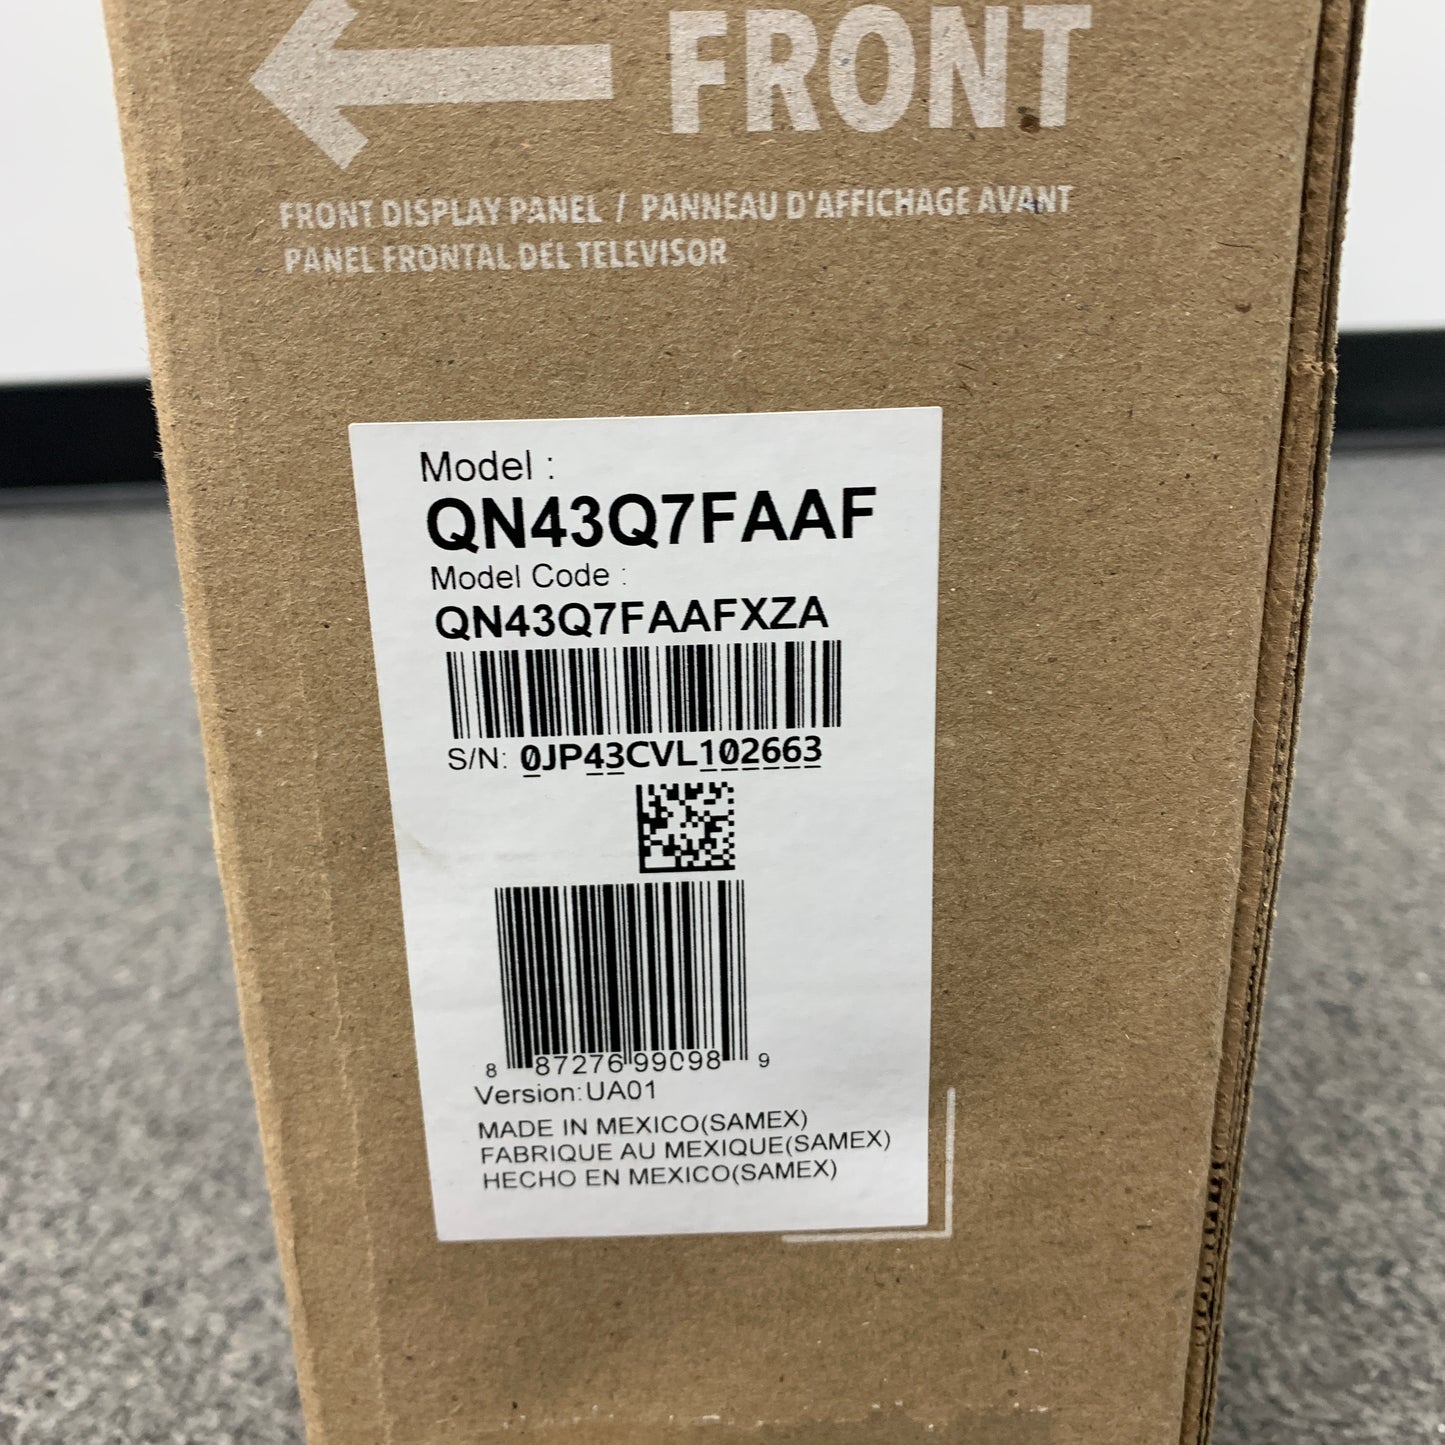 FRONT
FRONT DISPLAY PANEL / PANNEAU D'AFFICHAGE AVANT
PANEL FRONTAL DEL TELEVISOR
Model :
QN43Q7FAAF
Model Code :
QN43Q7FAAFXZA
S/N: 0JP43CVL102663
8 87276 99098 9
Version:UA01
MADE IN MEXICO(SAMEX)
FABRIQUE AU MEXIQUE(SAMEX)
HECHO EN MEXICO(SAMEX)